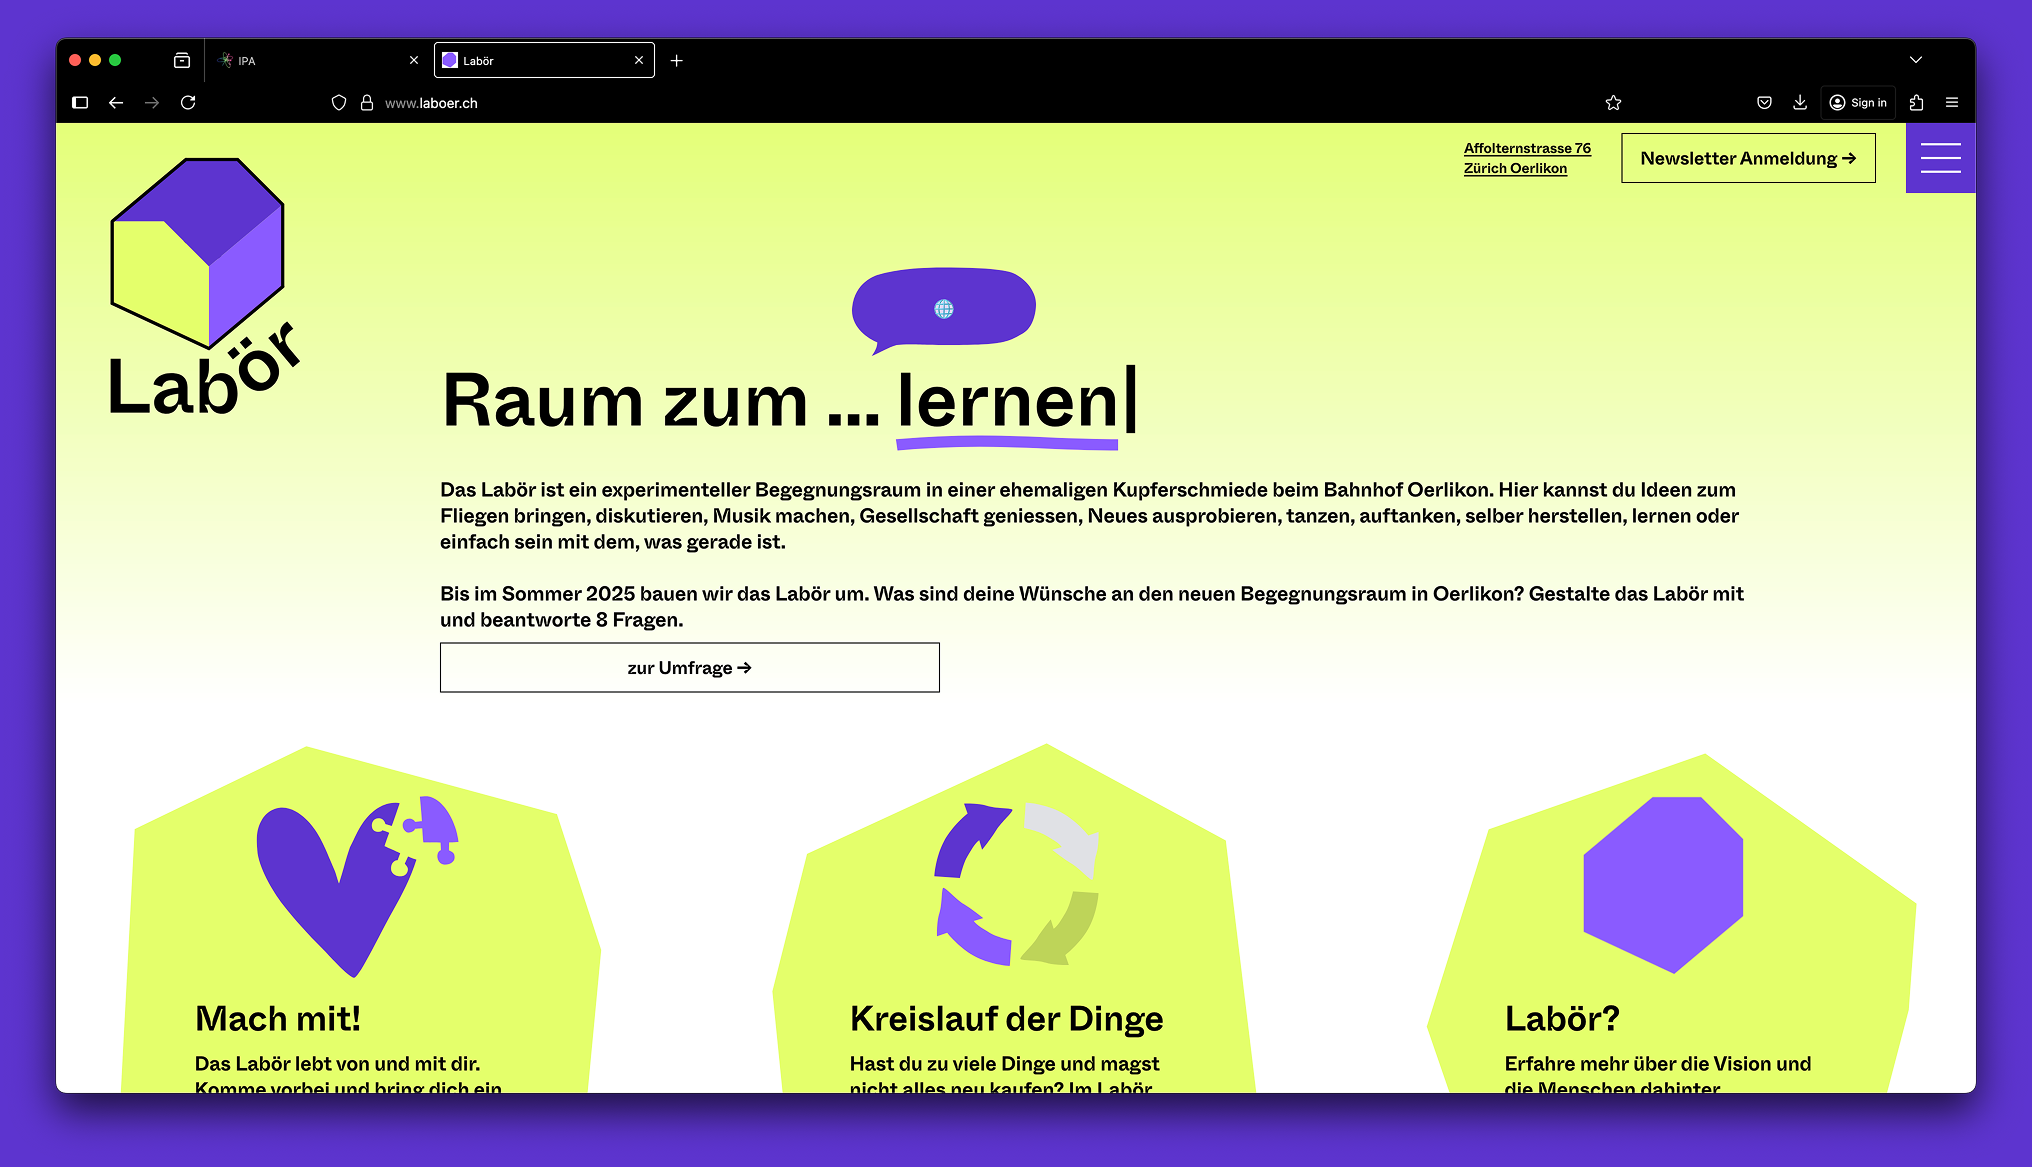 IPA
Labör
www.laboer.ch
Sign in
Affolternstrasse 76
Zürich Oerlikon
Newsletter Anmeldung →
Labör
Raum zum ... lernen
Das Labör ist ein experimenteller Begegnungsraum in einer ehemaligen Kupferschmiede beim Bahnhof Oerlikon. Hier kannst du Ideen zum
Fliegen bringen, diskutieren, Musik machen, Gesellschaft geniessen, Neues ausprobieren, tanzen, auftanken, selber herstellen, lernen oder
einfach sein mit dem, was gerade ist.
Bis im Sommer 2025 bauen wir das Labör um. Was sind deine Wünsche an den neuen Begegnungsraum in Oerlikon? Gestalte das Labör mit
und beantworte 8 Fragen.
zur Umfrage →
Mach mit!
Das Labör lebt von und mit dir.
Komme vorbei und bring dich ein
Kreislauf der Dinge
Hast du zu viele Dinge und magst
nicht alles neu kaufen? Im Labör
Labör?
Erfahre mehr über die Vision und
die Menschen dahinter